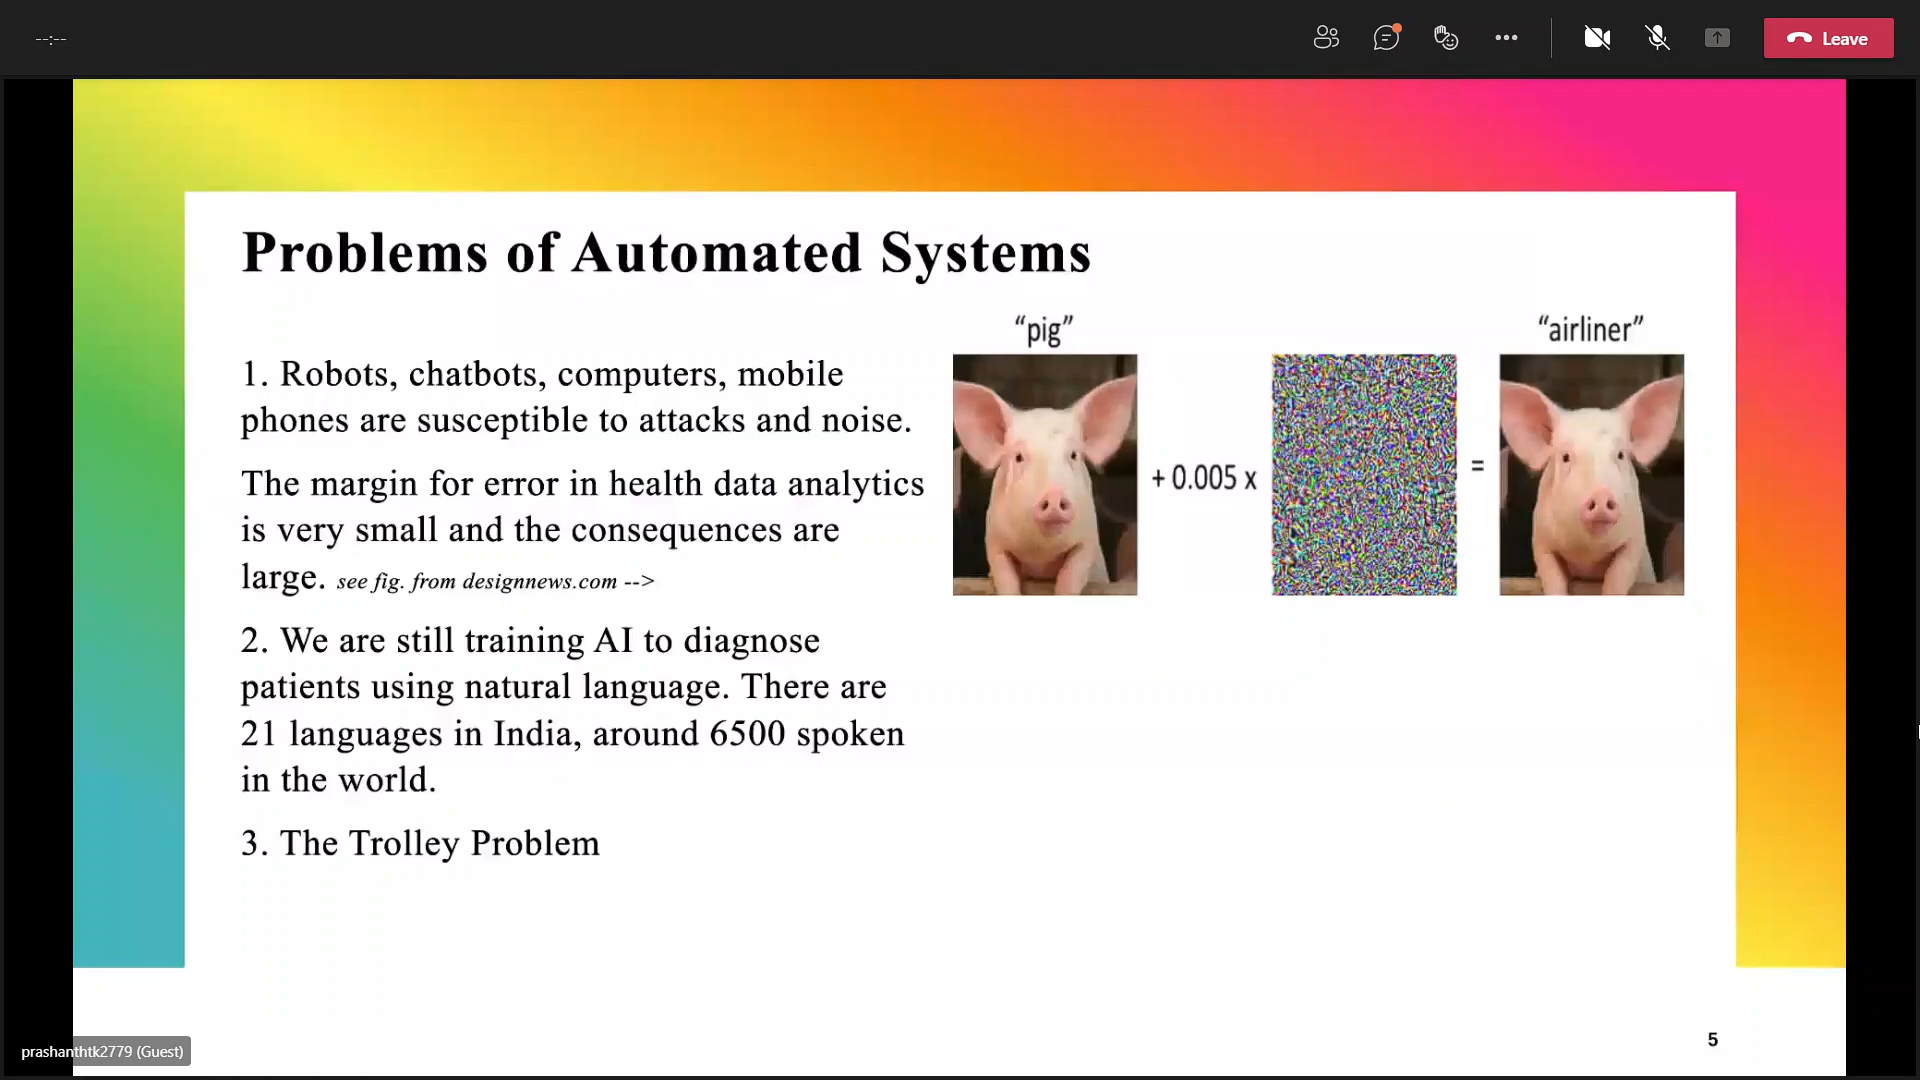 --:--
Leave
Problems of Automated Systems
1. Robots, chatbots, computers, mobile
phones are susceptible to attacks and noise.
The margin for error in health data analytics
is very small and the consequences are
large. see fig. from designnews.com -->
2. We are still training AI to diagnose
patients using natural language. There are
21 languages in India, around 6500 spoken
in the world.
3. The Trolley Problem
“pig”
+ 0.005 x
=
“airliner”
5
prashanthtk2779 (Guest)